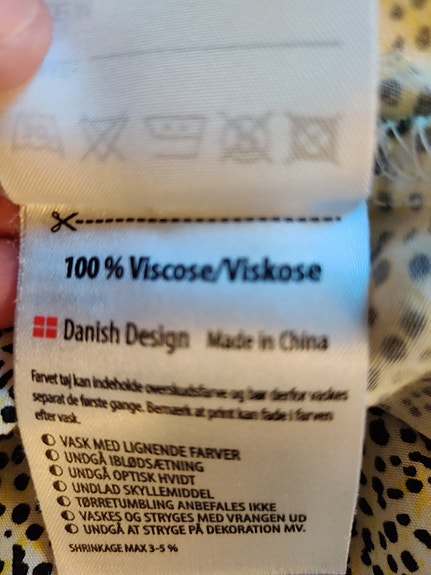 100 % Viscose/Viskose
Danish Design Made in China
Farvet tøj kan indeholde overskudsfarve og bør derfor vaskes
separat de første gange. Bemærk at print kan fade i farven
efter vask.
VASK MED LIGNENDE FARVER
UNDGÅ IBLØDSÆTNING
UNDGÅ OPTISK HVIDT
UNDLAD SKYLLEMIDDEL
TØRRETUMBLING ANBEFALES IKKE
VASKES OG STRYGES MED VRANGEN UD
UNDGÅ AT STRYGE PÅ DEKORATION MV.
SHRINKAGE MAX 3-5 %